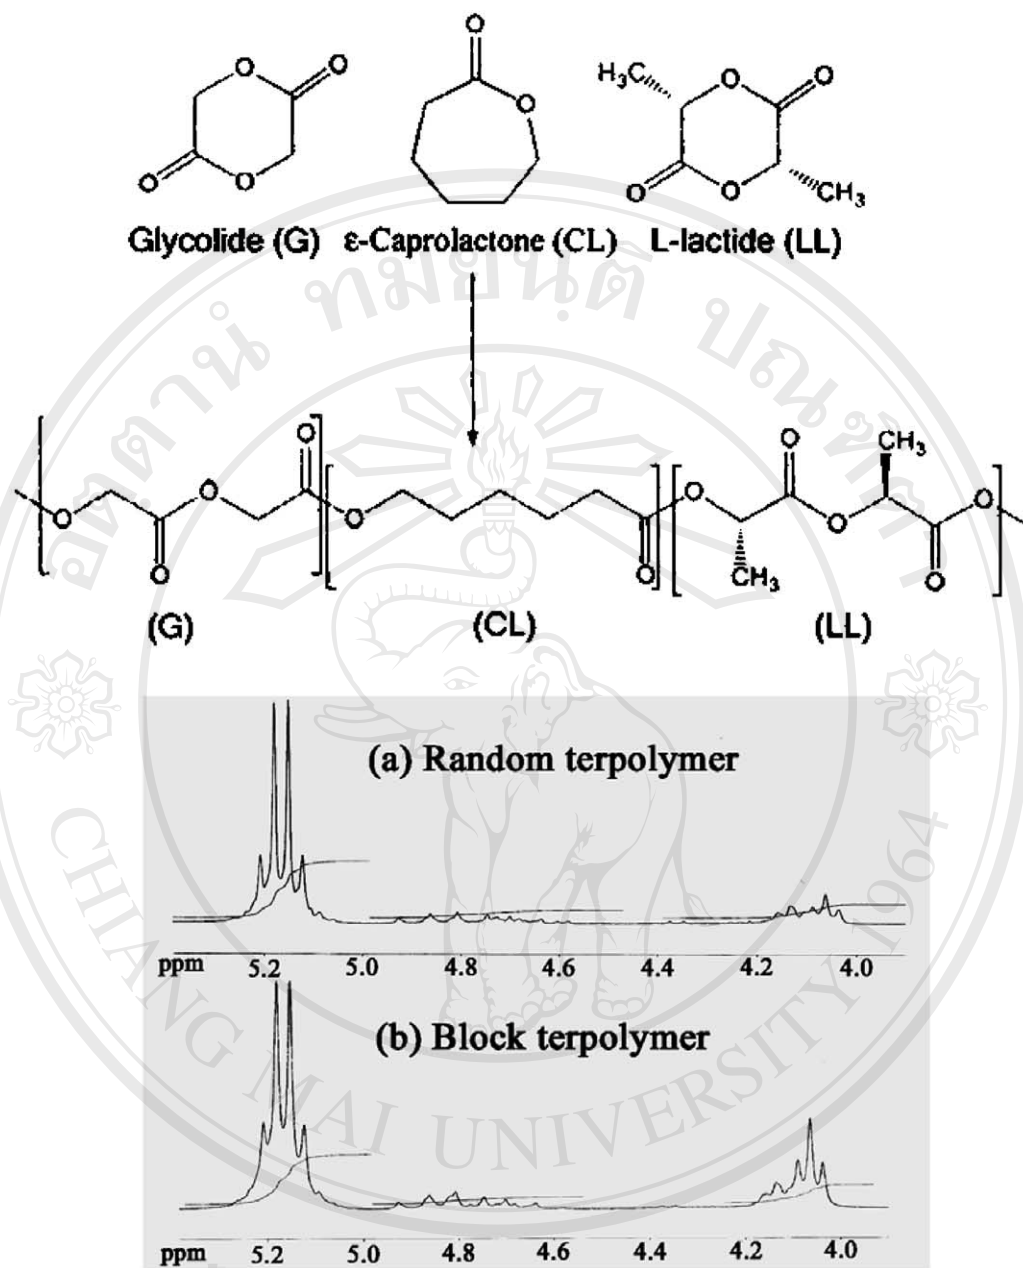 O
O
O
O
O
O
H₃C
O
O
O
O
CH₃
Glycolide (G) ε-Caprolactone (CL) L-lactide (LL)
O
O
O
O
O
O
O
O
CH₃
O
CH₃
O
O
O
(G) (CL) (LL)
(a) Random terpolymer
ppm 5.2 5.0 4.8 4.6 4.4 4.2 4.0
(b) Block terpolymer
ppm 5.2 5.0 4.8 4.6 4.4 4.2 4.0
CHIANG MAI UNIVERSITY 1964